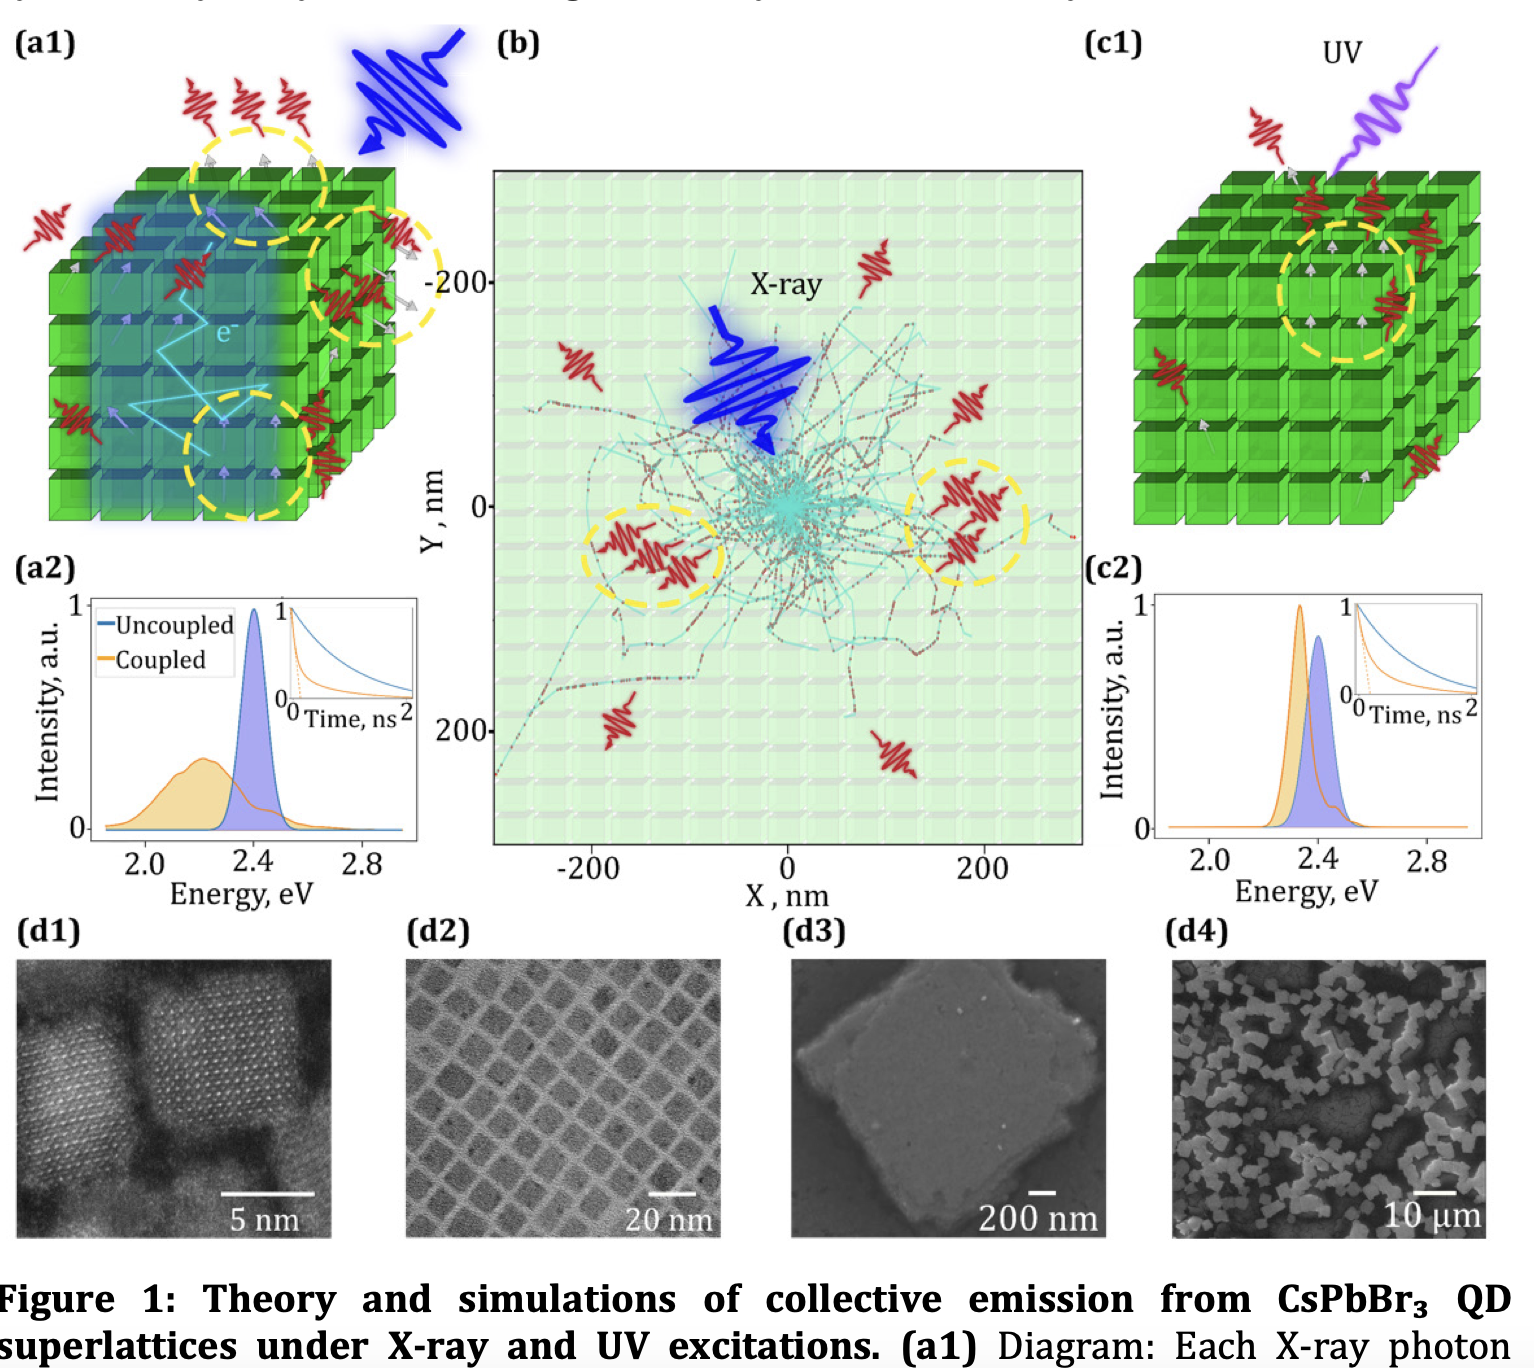 (a1)
(b)
(c1)
UV
X-ray
e⁻
-200
0
200
Y, nm
-200
0
200
X, nm
(a2)
1
0
Intensity, a.u.
Uncoupled
Coupled
1
0
0
Time, ns
2
2.0
2.4
2.8
Energy, eV
(c2)
1
0
Intensity, a.u.
1
0
0
Time, ns
2
2.0
2.4
2.8
Energy, eV
(d1)
(d2)
(d3)
(d4)
5 nm
20 nm
200 nm
10 μm
Figure 1: Theory and simulations of collective emission from CsPbBr₃ QD
superlattices under X-ray and UV excitations. (a1) Diagram: Each X-ray photon